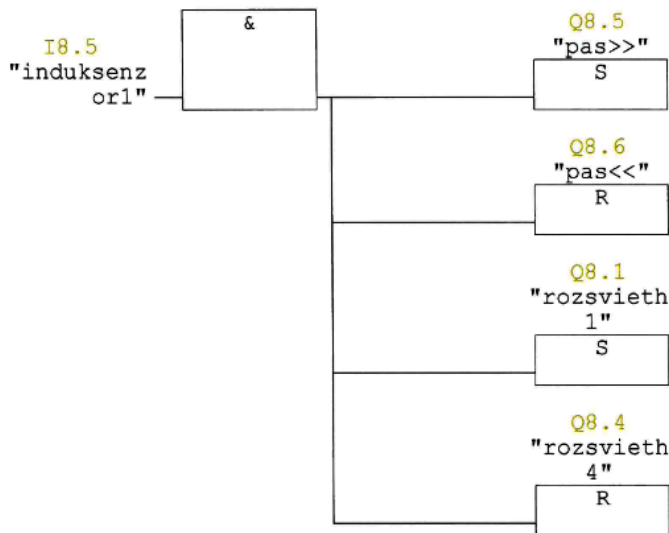 &
I8.5
"induksenz
or1"
Q8.5
"pas>>"
S
Q8.6
"pas<<"
R
Q8.1
"rozsvieth
1"
S
Q8.4
"rozsvieth
4"
R